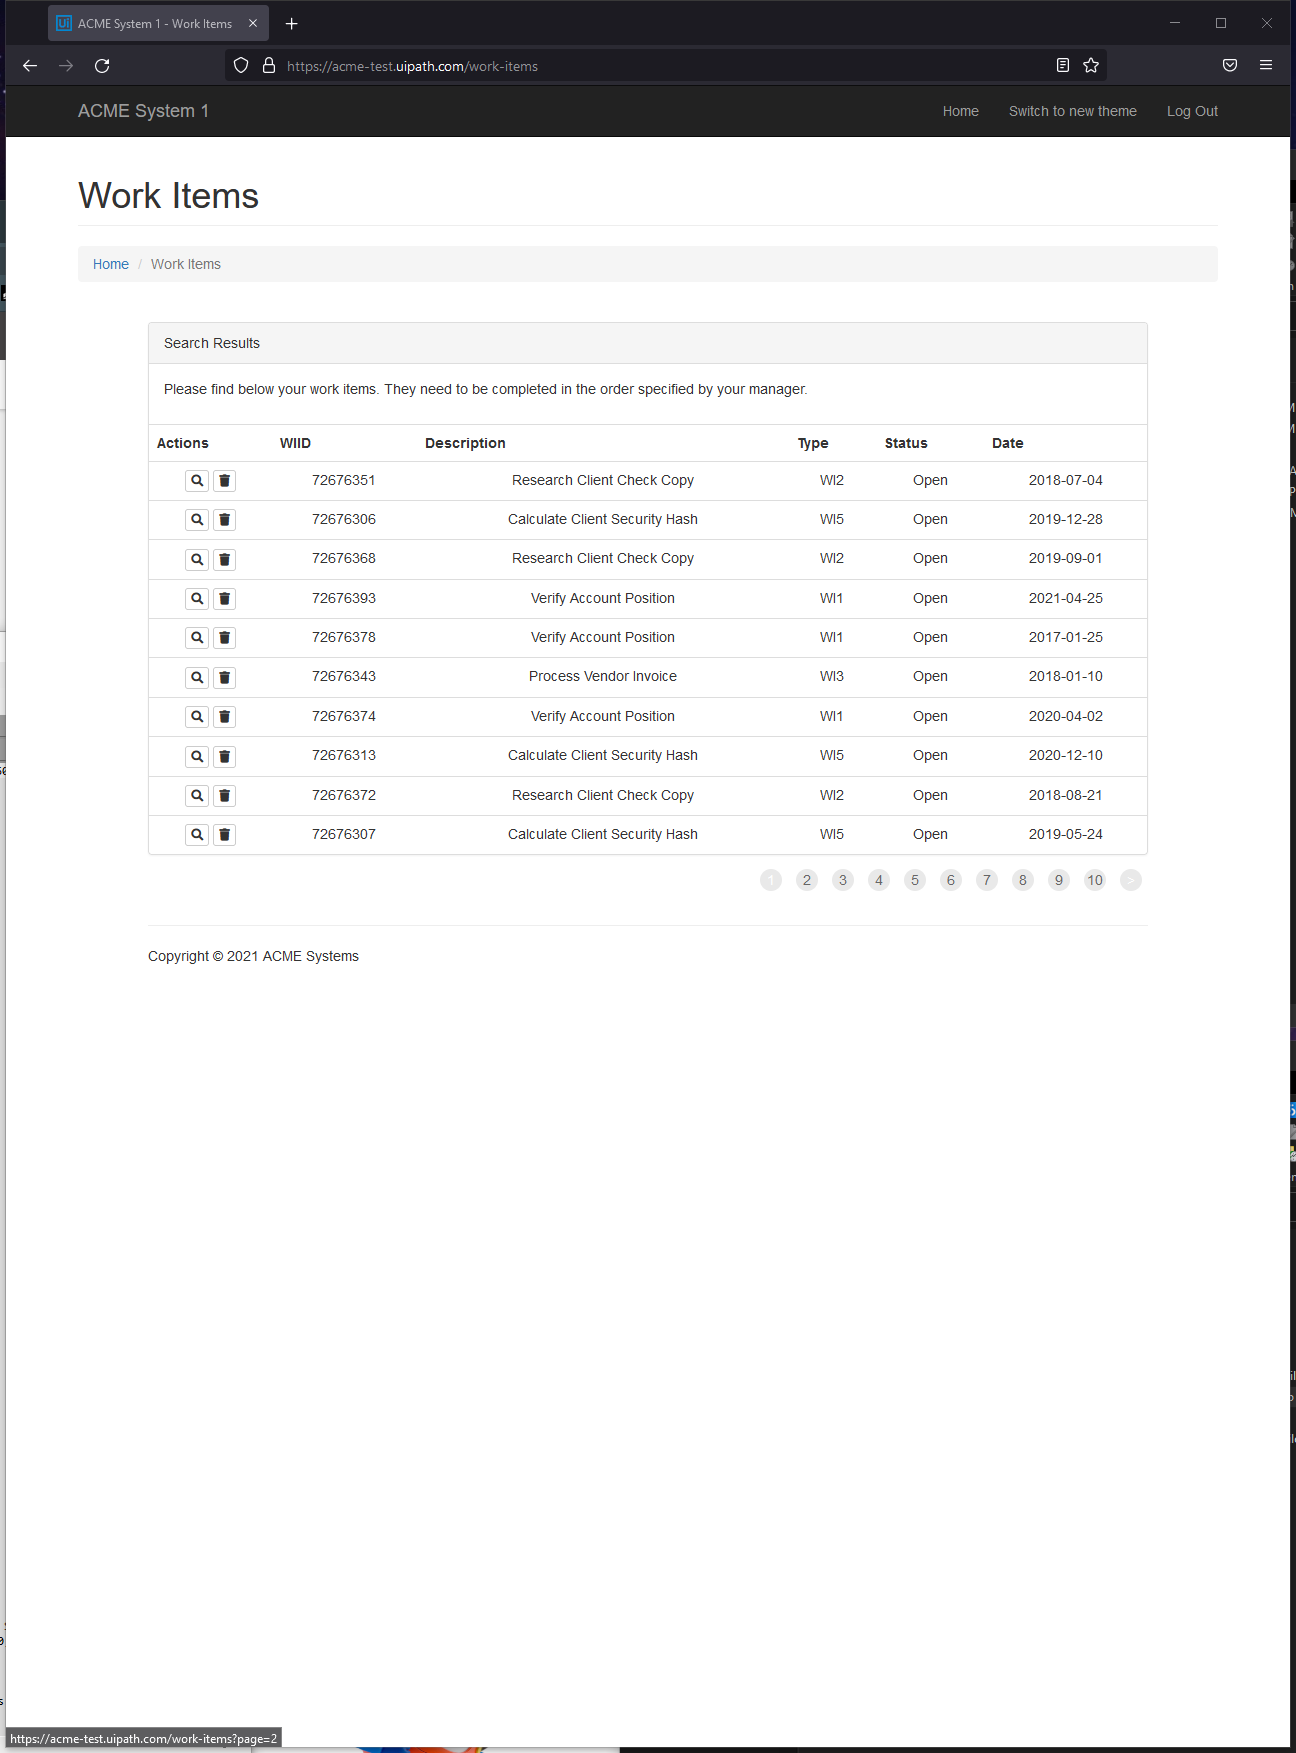 ACME System 1 - Work Items
https://acme-test.uipath.com/work-items
ACME System 1 Home Switch to new theme Log Out
Work Items
Home / Work Items
Search Results
Please find below your work items. They need to be completed in the order specified by your manager.
Actions WIID Description Type Status Date
72676351 Research Client Check Copy WI2 Open 2018-07-04
72676306 Calculate Client Security Hash WI5 Open 2019-12-28
72676368 Research Client Check Copy WI2 Open 2019-09-01
72676393 Verify Account Position WI1 Open 2021-04-25
72676378 Verify Account Position WI1 Open 2017-01-25
72676343 Process Vendor Invoice WI3 Open 2018-01-10
72676374 Verify Account Position WI1 Open 2020-04-02
72676313 Calculate Client Security Hash WI5 Open 2020-12-10
72676372 Research Client Check Copy WI2 Open 2018-08-21
72676307 Calculate Client Security Hash WI5 Open 2019-05-24
1 2 3 4 5 6 7 8 9 10 >
Copyright © 2021 ACME Systems
https://acme-test.uipath.com/work-items?page=2